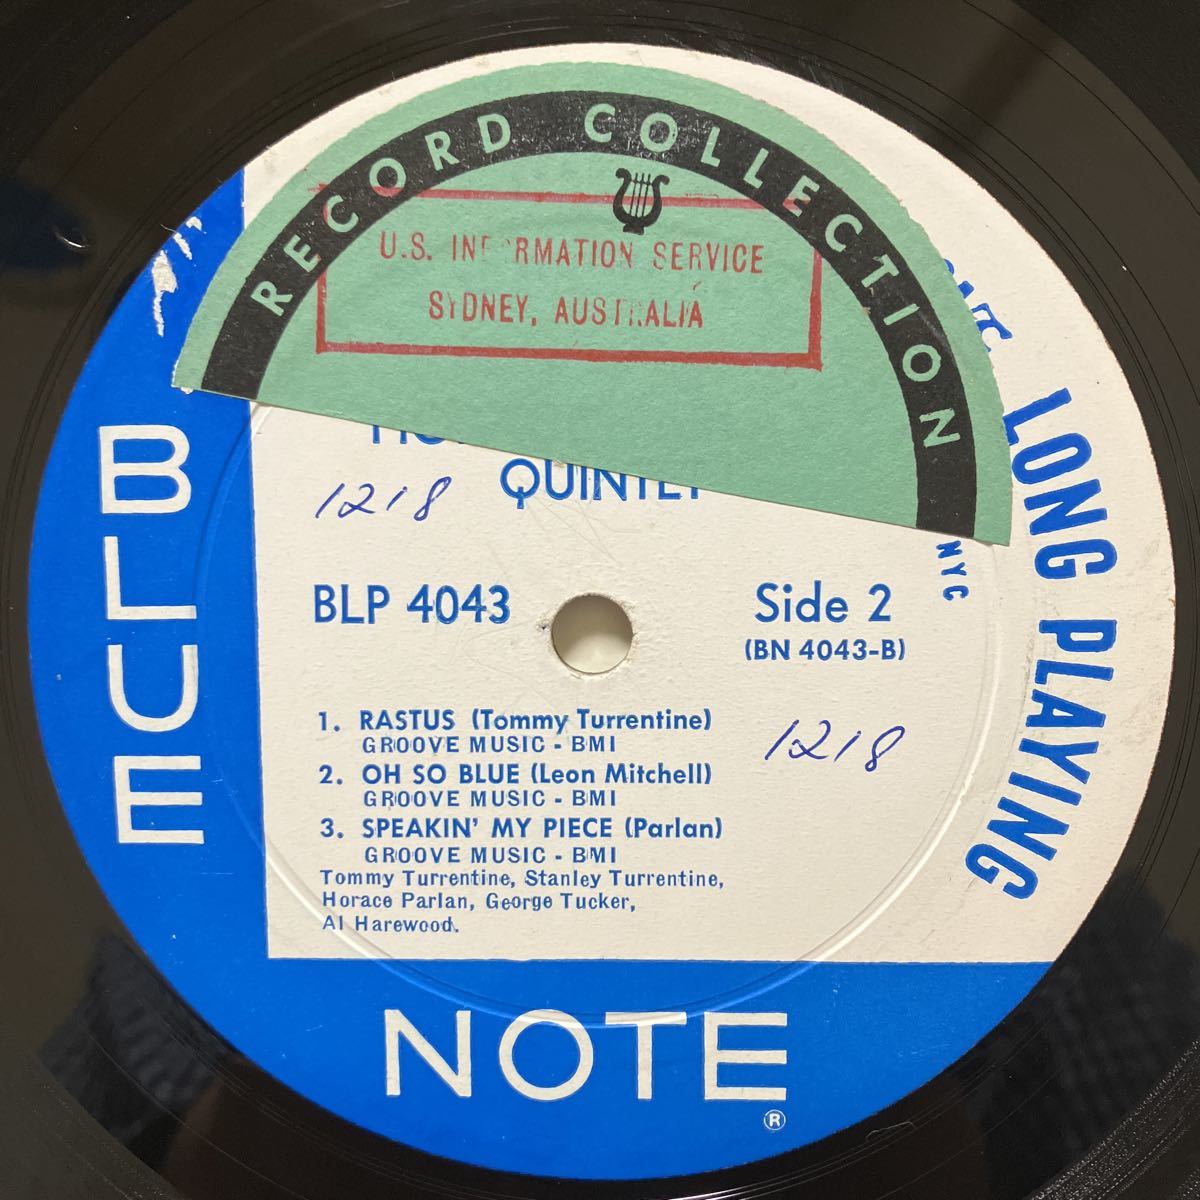 RECORD COLLECTION
U.S. INFORMATION SERVICE
SYDNEY, AUSTRALIA
LONG PLAYING
NYC
QUINTET
1218
BLP 4043
Side 2
(BN 4043-B)
1. RASTUS (Tommy Turrentine)
GROOVE MUSIC - BMI
1218
2. OH SO BLUE (Leon Mitchell)
GROOVE MUSIC - BMI
3. SPEAKIN' MY PIECE (Parlan)
GROOVE MUSIC - BMI
Tommy Turrentine, Stanley Turrentine,
Horace Parlan, George Tucker,
Al Harewood.
BLUE
NOTE
®